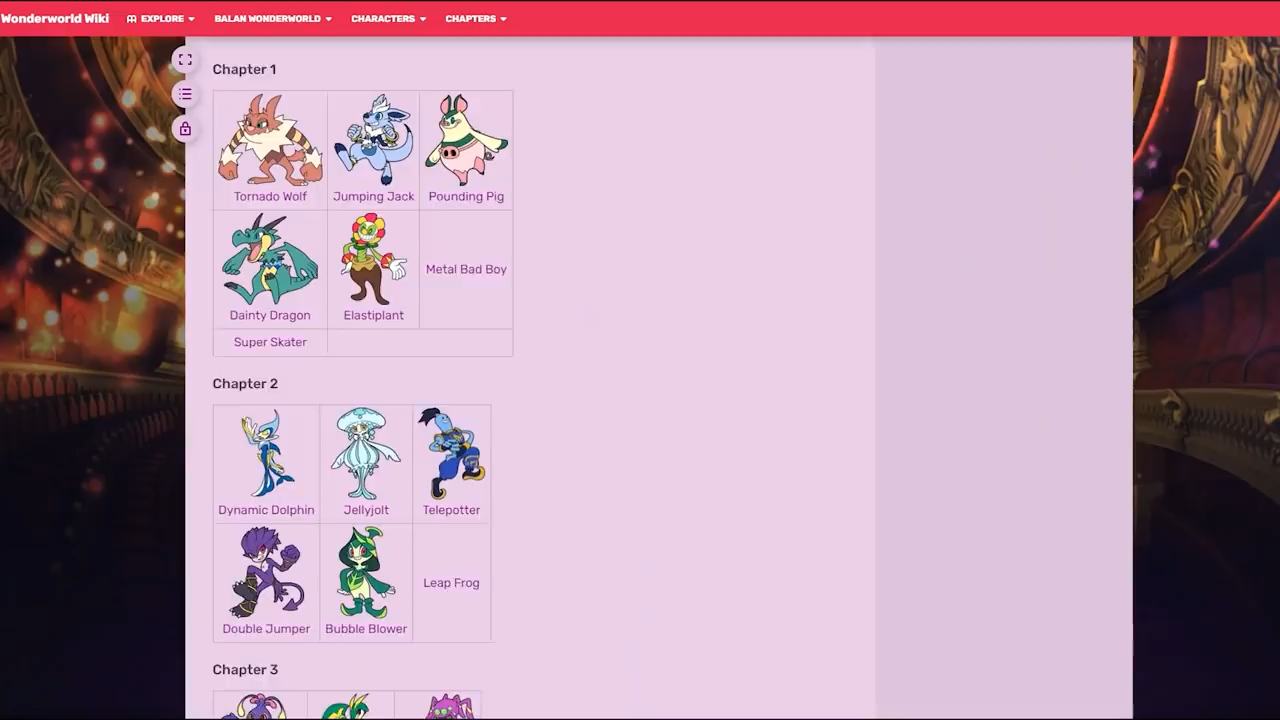 Wonderworld Wiki EXPLORE BALAN WONDERWORLD CHARACTERS CHAPTERS
Chapter 1
Tornado Wolf Jumping Jack Pounding Pig
Metal Bad Boy
Dainty Dragon Elastiplant
Super Skater
Chapter 2
Dynamic Dolphin Jellyjolt Telepotter
Leap Frog
Double Jumper Bubble Blower
Chapter 3